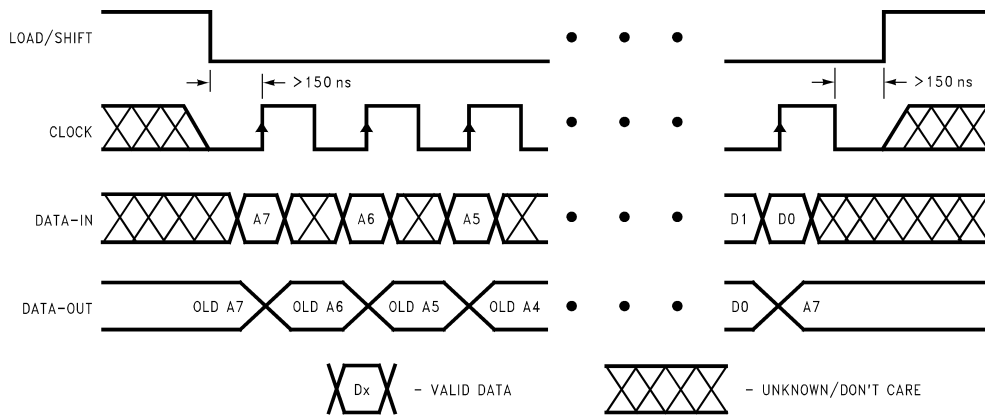 LOAD/SHIFT
>150 ns >150 ns
CLOCK
DATA-IN A7 A6 A5 D1 D0
DATA-OUT OLD A7 OLD A6 OLD A5 OLD A4 D0 A7
Dx - VALID DATA - UNKNOWN/DON'T CARE